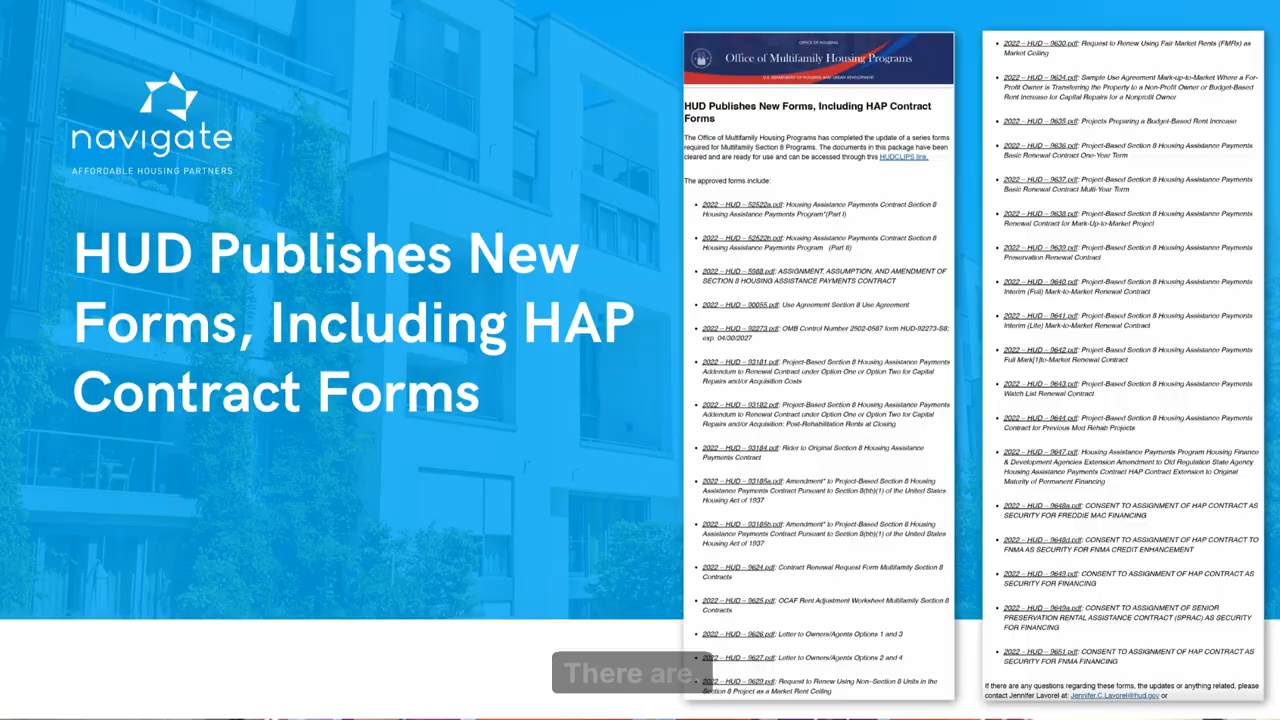 navigate
AFFORDABLE HOUSING PARTNERS
HUD Publishes New
Forms, Including HAP
Contract Forms
OFFICE OF HOUSING
Office of Multifamily Housing Programs
U.S. DEPARTMENT OF HOUSING AND URBAN DEVELOPMENT
HUD Publishes New Forms, Including HAP Contract
Forms
The Office of Multifamily Housing Programs has completed the update of a series forms
required for Multifamily Section 8 Programs. The documents in this package have been
cleared and are ready for use and can be accessed through this HUDCLIPS link.
The approved forms include:
• 2022 – HUD – 52522a.pdf: Housing Assistance Payments Contract Section 8
Housing Assistance Payments Program"(Part I)
• 2022 – HUD – 52522b.pdf: Housing Assistance Payments Contract Section 8
Housing Assistance Payments Program (Part II)
• 2022 – HUD – 5988.pdf: ASSIGNMENT, ASSUMPTION, AND AMENDMENT OF
SECTION 8 HOUSING ASSISTANCE PAYMENTS CONTRACT
• 2022 – HUD – 90055.pdf: Use Agreement Section 8 Use Agreement
• 2022 – HUD – 92273.pdf: OMB Control Number 2502-0587 form HUD-92273-S8;
exp. 04/30/2027
• 2022 – HUD – 93181.pdf: Project-Based Section 8 Housing Assistance Payments
Addendum to Renewal Contract under Option One or Option Two for Capital
Repairs and/or Acquisition Costs
• 2022 – HUD – 93182.pdf: Project-Based Section 8 Housing Assistance Payments
Addendum to Renewal Contract under Option One or Option Two for Capital
Repairs and/or Acquisition: Post-Rehabilitation Rents at Closing
• 2022 – HUD – 93184.pdf: Rider to Original Section 8 Housing Assistance
Payments Contract
• 2022 – HUD – 93185a.pdf: Amendment" to Project-Based Section 8 Housing
Assistance Payments Contract Pursuant to Section 8(bb)(1) of the United States
Housing Act of 1937
• 2022 – HUD – 93185b.pdf: Amendment" to Project-Based Section 8 Housing
Assistance Payments Contract Pursuant to Section 8(bb)(1) of the United States
Housing Act of 1937
• 2022 – HUD – 9624.pdf: Contract Renewal Request Form Multifamily Section 8
Contracts
• 2022 – HUD – 9625.pdf: OCAF Rent Adjustment Worksheet Multifamily Section 8
Contracts
• 2022 – HUD – 9626.pdf: Letter to Owners/Agents Options 1 and 3
• 2022 – HUD – 9627.pdf: Letter to Owners/Agents Options 2 and 4
• 2022 – HUD – 9629.pdf: Request to Renew Using Non–Section 8 Units in the
Section 8 Project as a Market Rent Ceiling
• 2022 – HUD – 9630.pdf: Request to Renew Using Fair Market Rents (FMRs) as
Market Ceiling
• 2022 – HUD – 9634.pdf: Sample Use Agreement Mark-up-to-Market Where a For-
Profit Owner is Transferring the Property to a Non-Profit Owner or Budget-Based
Rent Increase for Capital Repairs for a Nonprofit Owner
• 2022 – HUD – 9635.pdf: Projects Preparing a Budget-Based Rent Increase
• 2022 – HUD – 9636.pdf: Project-Based Section 8 Housing Assistance Payments
Basic Renewal Contract One-Year Term
• 2022 – HUD – 9637.pdf: Project-Based Section 8 Housing Assistance Payments
Basic Renewal Contract Multi-Year Term
• 2022 – HUD – 9638.pdf: Project-Based Section 8 Housing Assistance Payments
Renewal Contract for Mark-Up-to-Market Project
• 2022 – HUD – 9639.pdf: Project-Based Section 8 Housing Assistance Payments
Preservation Renewal Contract
• 2022 – HUD – 9640.pdf: Project-Based Section 8 Housing Assistance Payments
Interim (Full) Mark-to-Market Renewal Contract
• 2022 – HUD – 9641.pdf: Project-Based Section 8 Housing Assistance Payments
Interim (Lite) Mark-to-Market Renewal Contract
• 2022 – HUD – 9642.pdf: Project-Based Section 8 Housing Assistance Payments
Full Mark[1]to-Market Renewal Contract
• 2022 – HUD – 9643.pdf: Project-Based Section 8 Housing Assistance Payments
Watch List Renewal Contract
• 2022 – HUD – 9644.pdf: Project-Based Section 8 Housing Assistance Payments
Contract for Previous Mod Rehab Projects
• 2022 – HUD – 9647.pdf: Housing Assistance Payments Program Housing Finance
& Development Agencies Extension Amendment to Old Regulation State Agency
Housing Assistance Payments Contract HAP Contract Extension to Original
Maturity of Permanent Financing
• 2022 – HUD – 9648a.pdf: CONSENT TO ASSIGNMENT OF HAP CONTRACT AS
SECURITY FOR FREDDIE MAC FINANCING
• 2022 – HUD – 9648d.pdf: CONSENT TO ASSIGNMENT OF HAP CONTRACT TO
FNMA AS SECURITY FOR FNMA CREDIT ENHANCEMENT
• 2022 – HUD – 9649.pdf: CONSENT TO ASSIGNMENT OF HAP CONTRACT AS
SECURITY FOR FINANCING
• 2022 – HUD – 9649a.pdf: CONSENT TO ASSIGNMENT OF SENIOR
PRESERVATION RENTAL ASSISTANCE CONTRACT (SPRAC) AS SECURITY
FOR FINANCING
• 2022 – HUD – 9651.pdf: CONSENT TO ASSIGNMENT OF HAP CONTRACT AS
SECURITY FOR FNMA FINANCING
If there are any questions regarding these forms, the updates or anything related, please
contact Jennifer Lavorel at: Jennifer.C.Lavorel@hud.gov or
There are